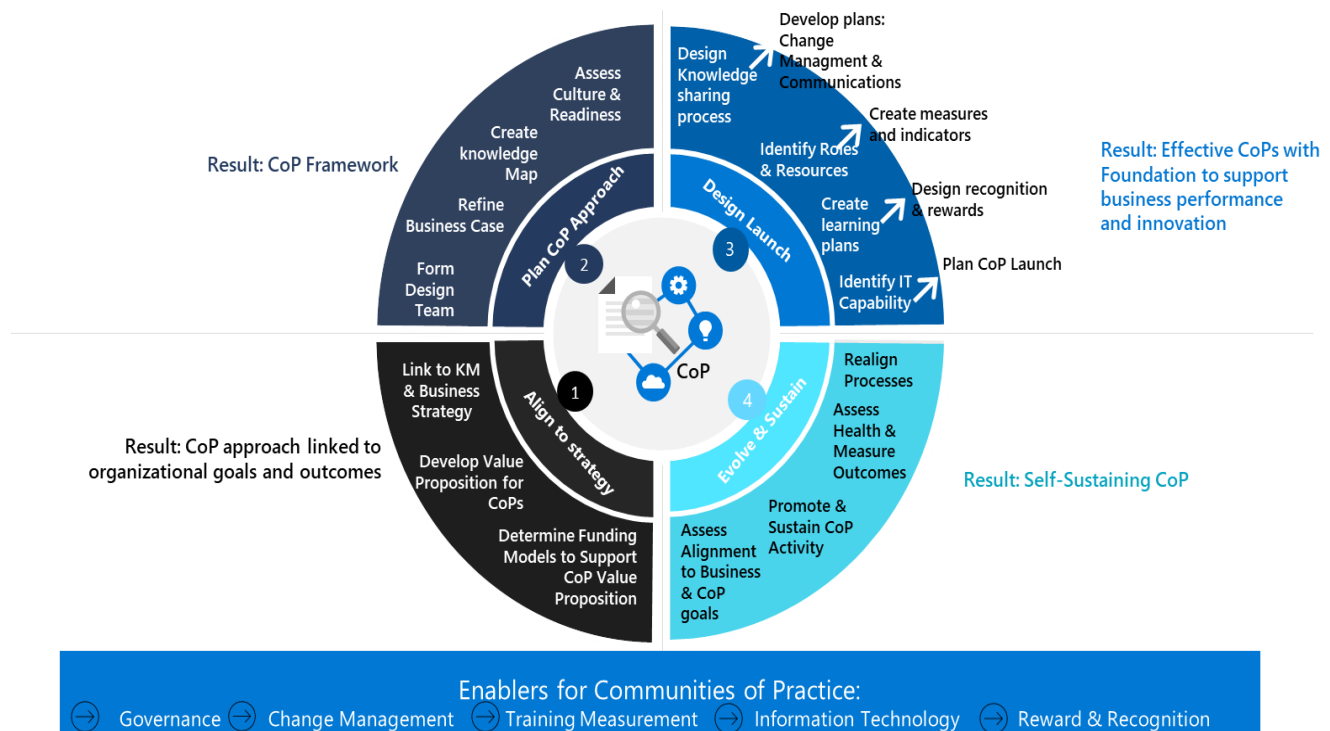 Result: CoP Framework
Assess
Culture &
Readiness
Create
knowledge
Map
Refine
Business Case
Form
Design
Team
Plan CoP Approach
2
Design
Knowledge
sharing
process
Develop plans:
Change
Managment &
Communications
Identify Roles
& Resources
Create measures
and indicators
Create
learning
plans
Design recognition
& rewards
Identify IT
Capability
Plan CoP Launch
Design Launch
3
Result: Effective CoPs with
Foundation to support
business performance
and innovation
CoP
Result: CoP approach linked to
organizational goals and outcomes
Link to KM
& Business
Strategy
Develop Value
Proposition for
CoPs
Determine Funding
Models to Support
CoP Value
Proposition
Align to strategy
1
4
Evolve & Sustain
Realign
Processes
Assess
Health &
Measure
Outcomes
Promote &
Sustain CoP
Activity
Assess
Alignment
to Business
& CoP
goals
Result: Self-Sustaining CoP
Enablers for Communities of Practice:
Governance Change Management Training Measurement Information Technology Reward & Recognition